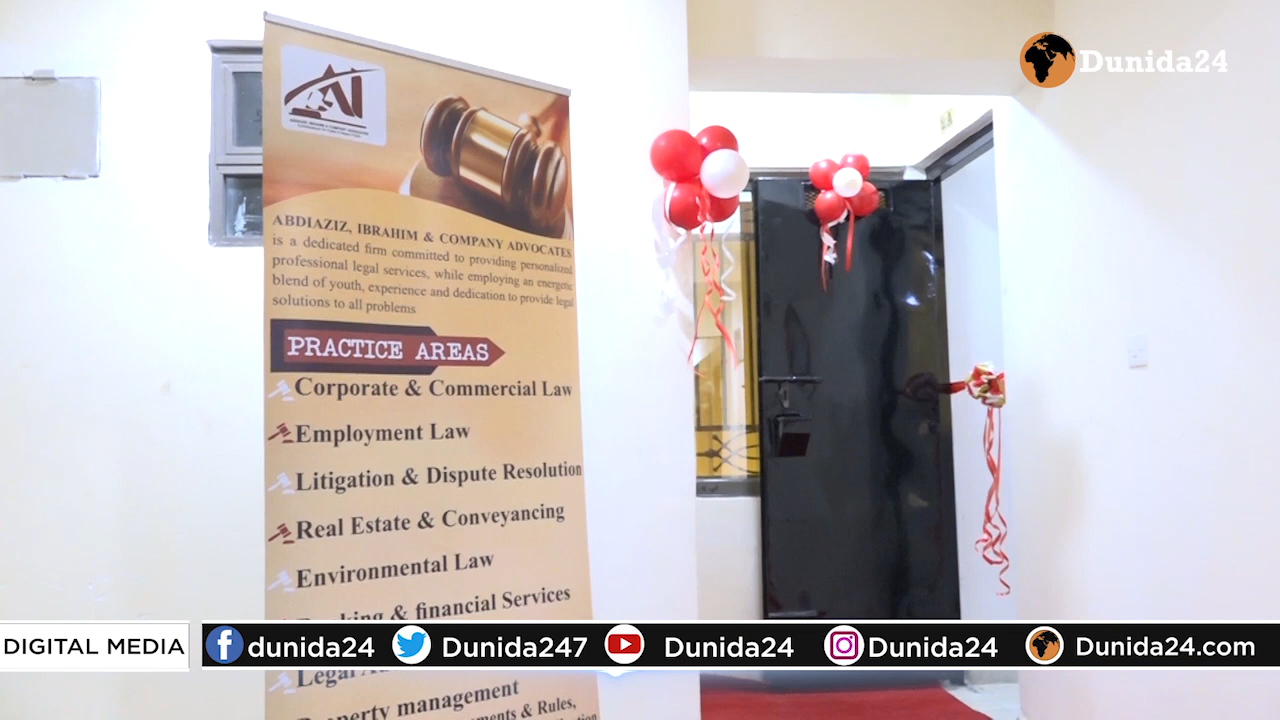 Dunida24
AI
ABDIAZIZ, IBRAHIM & COMPANY ADVOCATES
is a dedicated firm committed to providing personalized
professional legal services, while employing an energetic
blend of youth, experience and dedication to provide legal
solutions to all problems
PRACTICE AREAS
Corporate & Commercial Law
Employment Law
Litigation & Dispute Resolution
Real Estate & Conveyancing
Environmental Law
& financial Services
Legal
Property management
& Rules,
DIGITAL MEDIA
dunida24
Dunida247
Dunida24
Dunida24
Dunida24.com